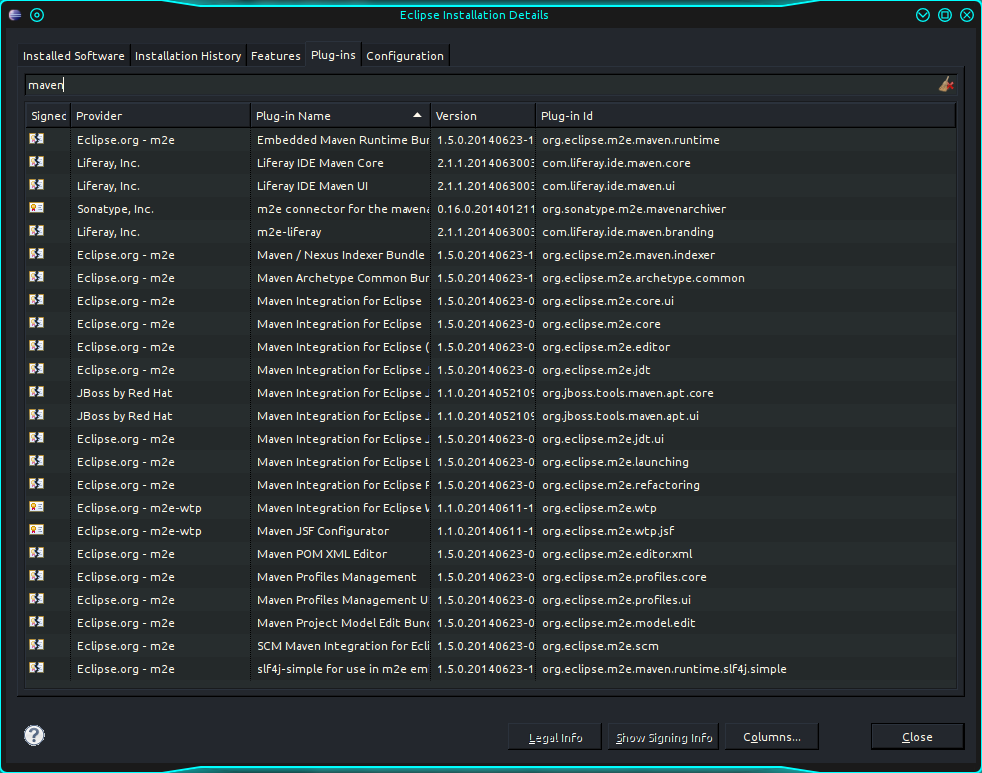 Eclipse Installation Details
Installed Software Installation History Features Plug-ins Configuration
maven
Signed Provider Plug-in Name Version Plug-in Id
Eclipse.org - m2e Embedded Maven Runtime Bun 1.5.0.20140623-1 org.eclipse.m2e.maven.runtime
Liferay, Inc. Liferay IDE Maven Core 2.1.1.2014063003 com.liferay.ide.maven.core
Liferay, Inc. Liferay IDE Maven UI 2.1.1.2014063003 com.liferay.ide.maven.ui
Sonatype, Inc. m2e connector for the mavena 0.16.0.201401211 org.sonatype.m2e.mavenarchiver
Liferay, Inc. m2e-liferay 2.1.1.2014063003 com.liferay.ide.maven.branding
Eclipse.org - m2e Maven / Nexus Indexer Bundle 1.5.0.20140623-1 org.eclipse.m2e.maven.indexer
Eclipse.org - m2e Maven Archetype Common Bun 1.5.0.20140623-1 org.eclipse.m2e.archetype.common
Eclipse.org - m2e Maven Integration for Eclipse 1.5.0.20140623-0 org.eclipse.m2e.core.ui
Eclipse.org - m2e Maven Integration for Eclipse 1.5.0.20140623-0 org.eclipse.m2e.core
Eclipse.org - m2e Maven Integration for Eclipse ( 1.5.0.20140623-0 org.eclipse.m2e.editor
Eclipse.org - m2e Maven Integration for Eclipse J 1.5.0.20140623-0 org.eclipse.m2e.jdt
JBoss by Red Hat Maven Integration for Eclipse J 1.1.0.2014052109 org.jboss.tools.maven.apt.core
JBoss by Red Hat Maven Integration for Eclipse J 1.1.0.2014052109 org.jboss.tools.maven.apt.ui
Eclipse.org - m2e Maven Integration for Eclipse J 1.5.0.20140623-0 org.eclipse.m2e.jdt.ui
Eclipse.org - m2e Maven Integration for Eclipse L 1.5.0.20140623-0 org.eclipse.m2e.launching
Eclipse.org - m2e Maven Integration for Eclipse R 1.5.0.20140623-0 org.eclipse.m2e.refactoring
Eclipse.org - m2e-wtp Maven Integration for Eclipse W 1.1.0.20140611-1 org.eclipse.m2e.wtp
Eclipse.org - m2e-wtp Maven JSF Configurator 1.1.0.20140611-1 org.eclipse.m2e.wtp.jsf
Eclipse.org - m2e Maven POM XML Editor 1.5.0.20140623-0 org.eclipse.m2e.editor.xml
Eclipse.org - m2e Maven Profiles Management 1.5.0.20140623-0 org.eclipse.m2e.profiles.core
Eclipse.org - m2e Maven Profiles Management U 1.5.0.20140623-0 org.eclipse.m2e.profiles.ui
Eclipse.org - m2e Maven Project Model Edit Bund 1.5.0.20140623-0 org.eclipse.m2e.model.edit
Eclipse.org - m2e SCM Maven Integration for Ecli 1.5.0.20140623-0 org.eclipse.m2e.scm
Eclipse.org - m2e slf4j-simple for use in m2e em 1.5.0.20140623-1 org.eclipse.m2e.maven.runtime.slf4j.simple
? Legal Info Show Signing Info Columns... Close